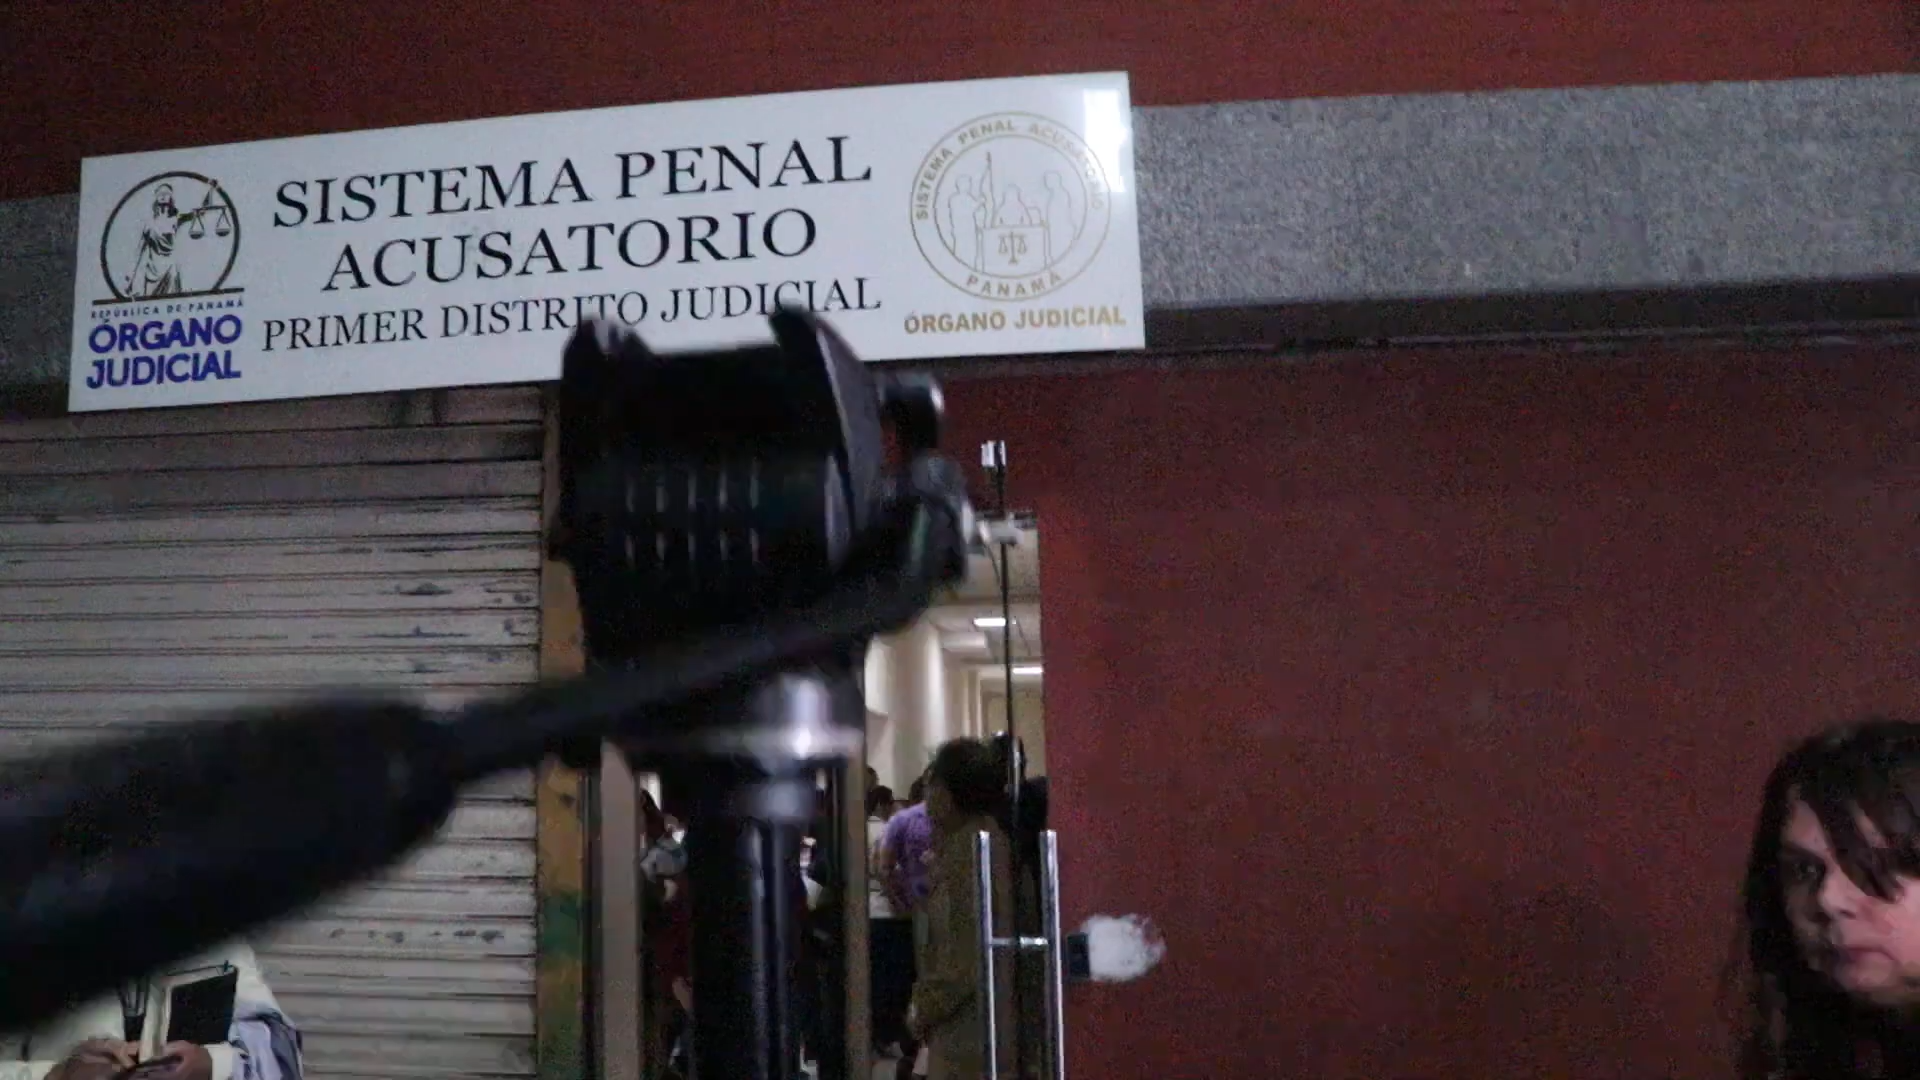 REPÚBLICA DE PANAMÁ
ÓRGANO
JUDICIAL
SISTEMA PENAL
ACUSATORIO
PRIMER DISTRITO JUDICIAL
SISTEMA PENAL ACUSATORIO
PANAMÁ
ÓRGANO JUDICIAL